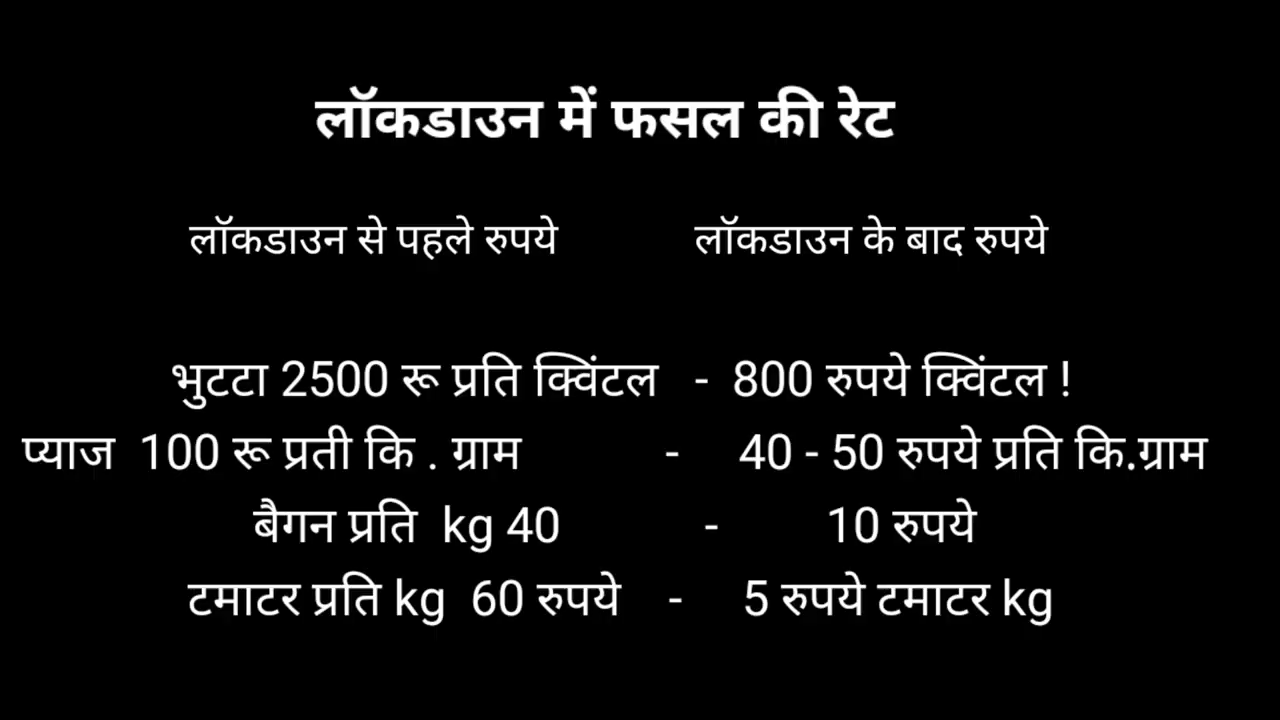 लॉकडाउन में फसल की रेट
लॉकडाउन से पहले रुपये लॉकडाउन के बाद रुपये
भुटटा 2500 रू प्रति क्विंटल - 800 रुपये क्विंटल !
प्याज 100 रू प्रती कि . ग्राम - 40 - 50 रुपये प्रति कि.ग्राम
बैगन प्रति kg 40 - 10 रुपये
टमाटर प्रति kg 60 रुपये - 5 रुपये टमाटर kg